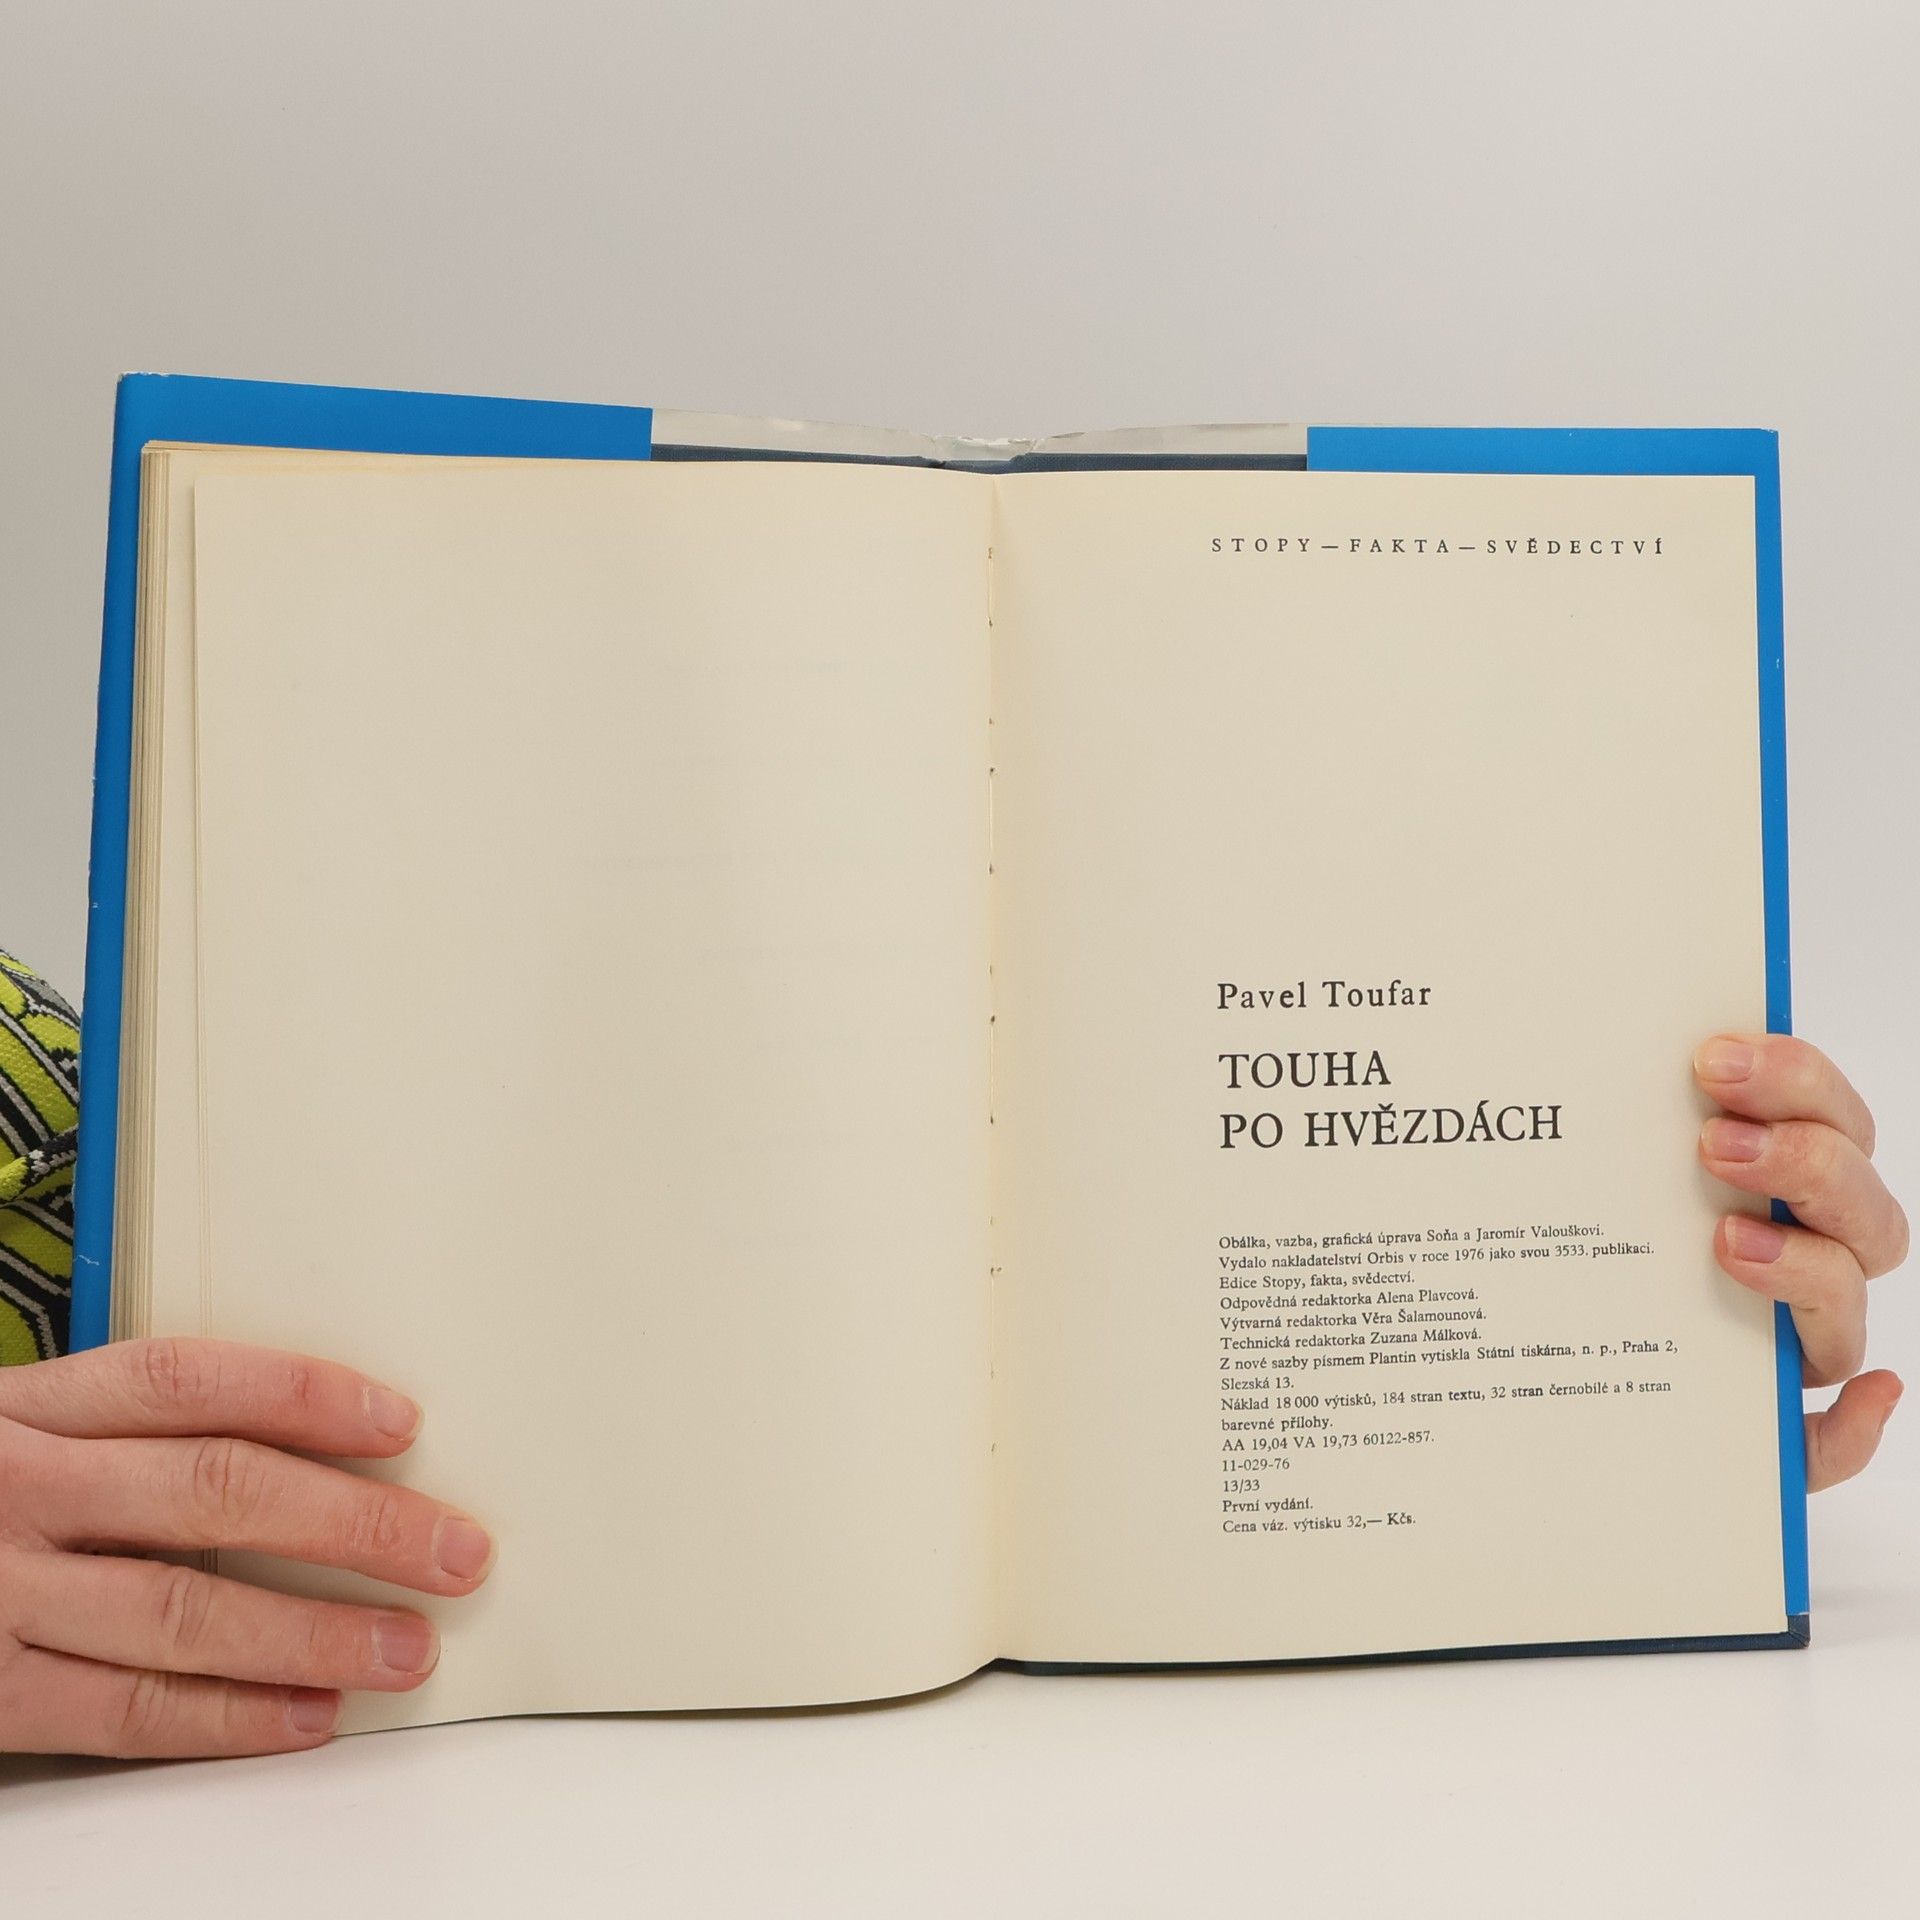 STOPY — FAKTA — SVĚDECTVÍ
Pavel Toufar
TOUHA
PO HVĚZDÁCH
Obálka, vazba, grafická úprava Soňa a Jaromír Valouškovi.
Vydalo nakladatelství Orbis v roce 1976 jako svou 3533. publikaci.
Edice Stopy, fakta, svědectví.
Odpovědná redaktorka Alena Plavcová.
Výtvarná redaktorka Věra Šalamounová.
Technická redaktorka Zuzana Málková.
Z nové sazby písmem Plantin vytiskla Státní tiskárna, n. p., Praha 2,
Slezská 13.
Náklad 18 000 výtisků, 184 stran textu, 32 stran černobílé a 8 stran
barevné přílohy.
AA 19,04 VA 19,73 60122-857.
11-029-76
13/33
První vydání.
Cena váz. výtisku 32,— Kčs.